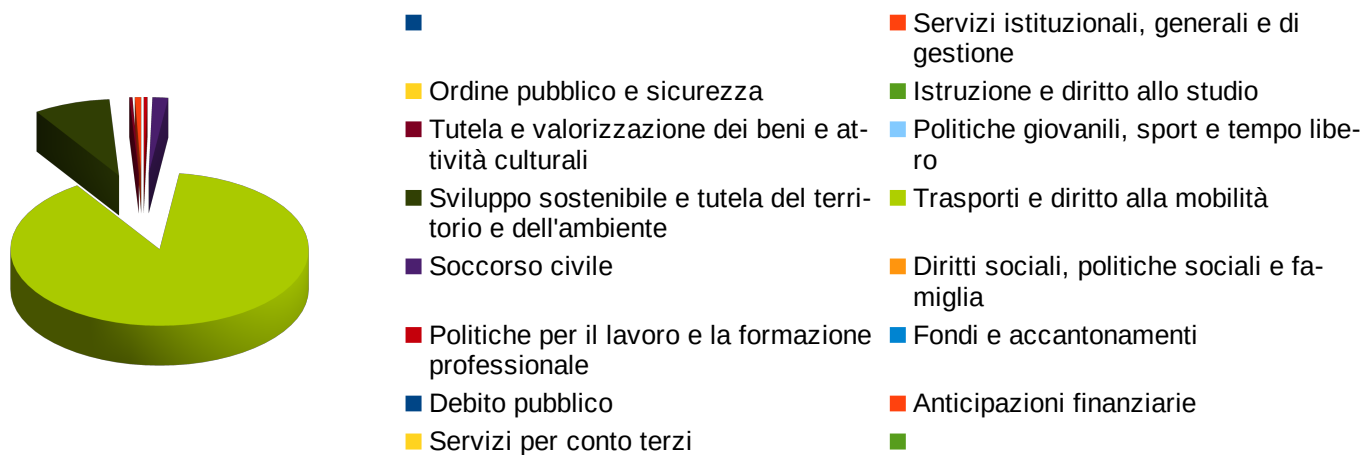 Servizi istituzionali, generali e di
gestione
Ordine pubblico e sicurezza
Istruzione e diritto allo studio
Tutela e valorizzazione dei beni e at-
tività culturali
Politiche giovanili, sport e tempo libe-
ro
Sviluppo sostenibile e tutela del terri-
torio e dell'ambiente
Trasporti e diritto alla mobilità
Soccorso civile
Diritti sociali, politiche sociali e fa-
miglia
Politiche per il lavoro e la formazione
professionale
Fondi e accantonamenti
Debito pubblico
Anticipazioni finanziarie
Servizi per conto terzi